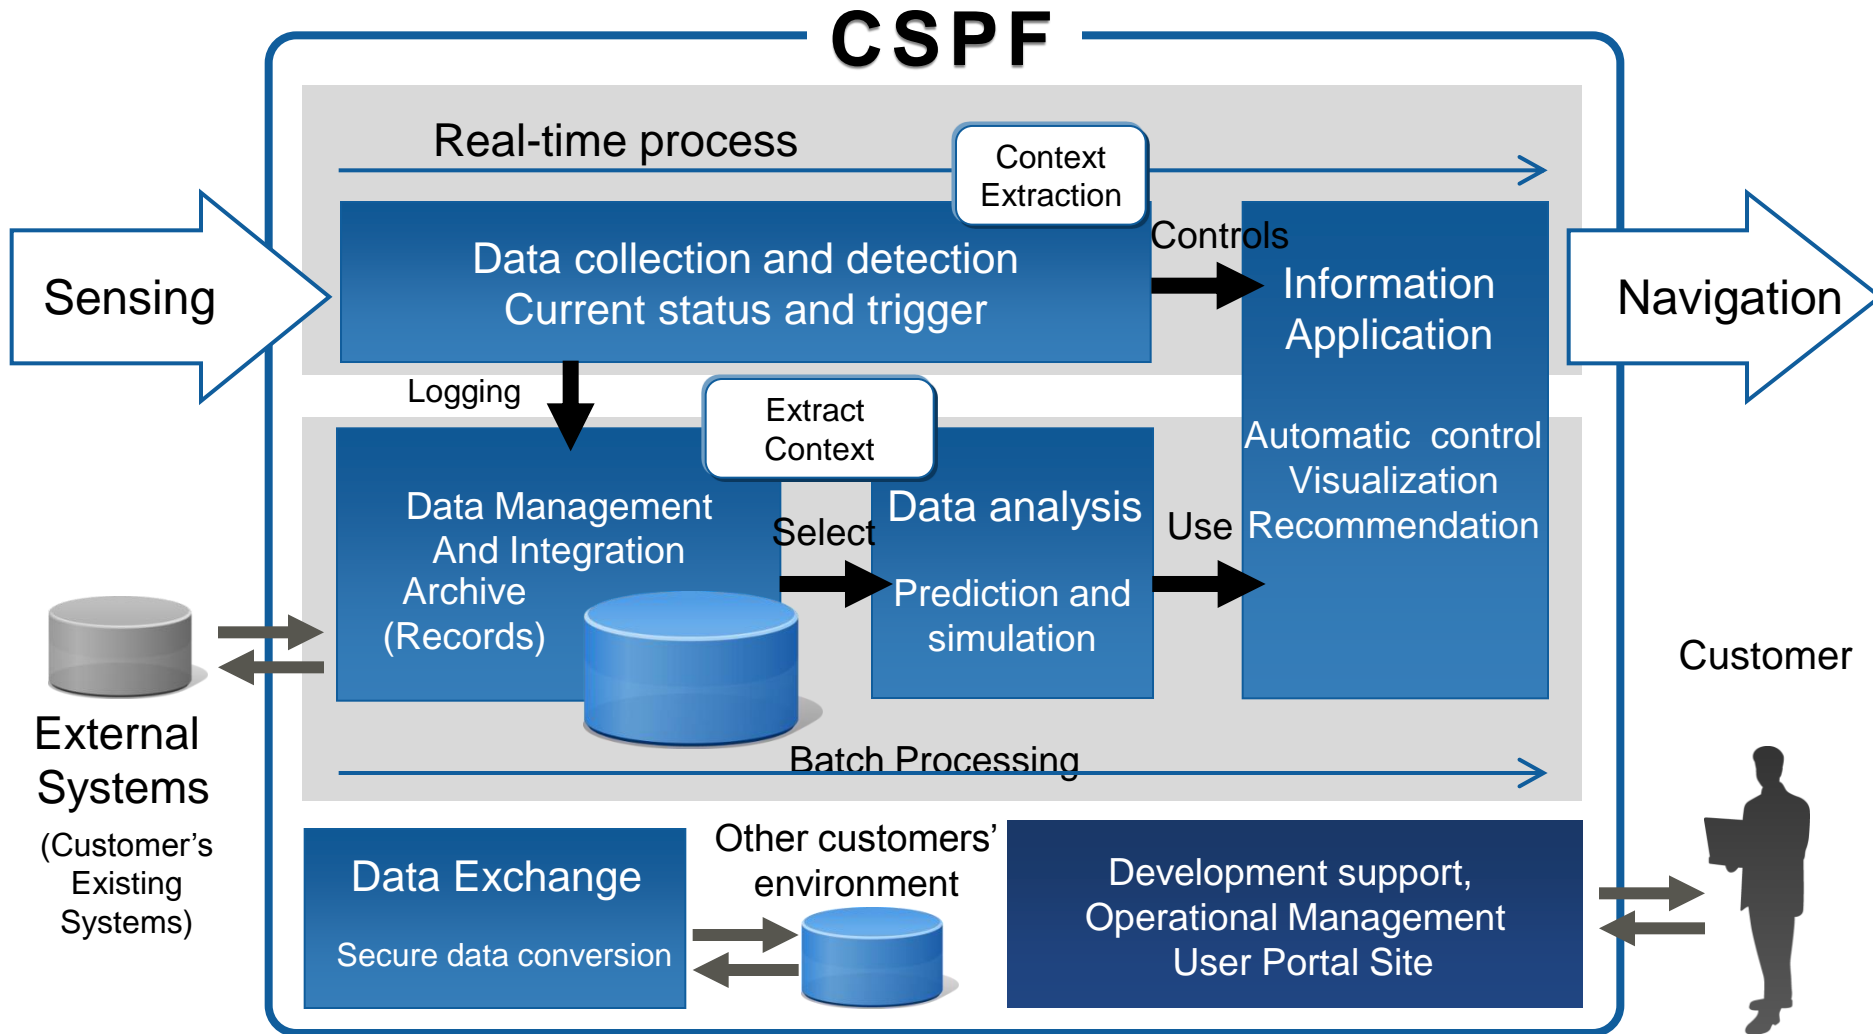 CSPF
Real-time process
Context
Extraction
Sensing
Data collection and detection
Current status and trigger
Controls
Information
Application
Navigation
Logging
Extract
Context
Automatic control
Visualization
Recommendation
Data Management
And Integration
Archive
(Records)
Select
Data analysis
Prediction and
simulation
Use
Batch Processing
External
Systems
(Customer’s
Existing
Systems)
Customer
Data Exchange
Secure data conversion
Other customers’
environment
Development support,
Operational Management
User Portal Site